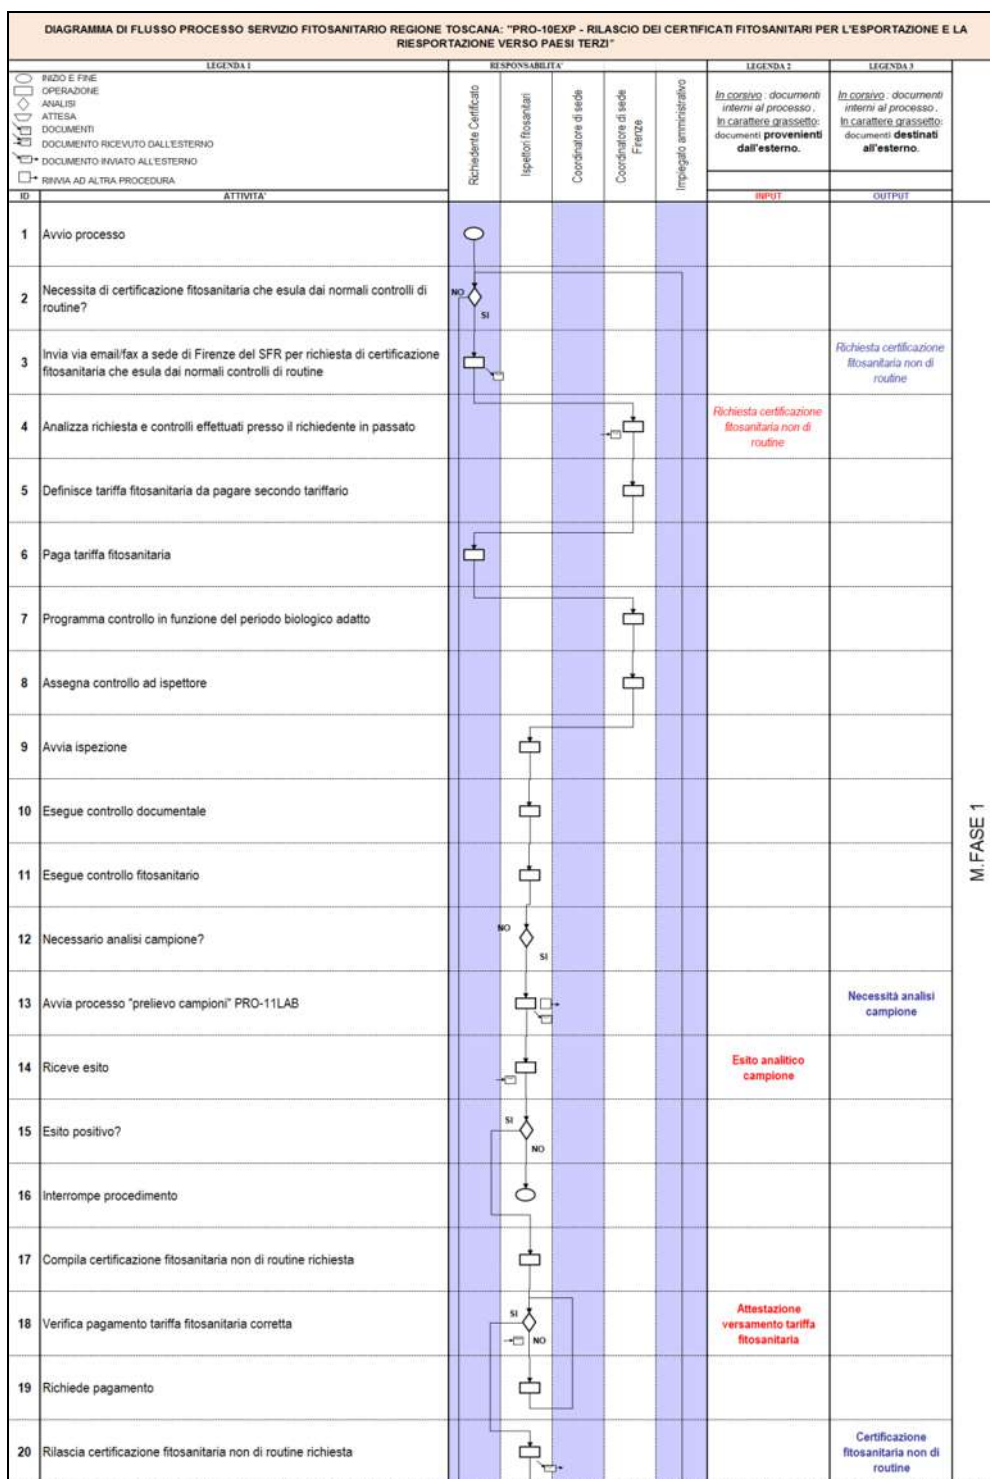 DIAGRAMMA DI FLUSSO PROCESSO SERVIZIO FITOSANITARIO REGIONE TOSCANA: "PRO-10EXP - RILASCIO DEI CERTIFICATI FITOSANITARI PER L'ESPORTAZIONE E LA
RIESPORTAZIONE VERSO PAESI TERZI"
LEGENDA 1
RESPONSABILITA'
LEGENDA 2
LEGENDA 3
INIZIO E FINE
OPERAZIONE
ANALISI
ATTESA
DOCUMENTI
DOCUMENTO RICEVUTO DALL'ESTERNO
DOCUMENTO INVIATO ALL'ESTERNO
RINVIA AD ALTRA PROCEDURA
Richiedente Certificato
Ispettori fitosanitari
Coordinatore di sede
Coordinatore di sede
Firenze
Impiegato amministrativo
In corsivo : documenti
interni al processo .
In carattere grassetto:
documenti provenienti
dall'esterno.
In corsivo : documenti
interni al processo .
In carattere grassetto:
documenti destinati
all'esterno.
ID
ATTIVITA'
INPUT
OUTPUT
1
Avvio processo
2
Necessita di certificazione fitosanitaria che esula dai normali controlli di
routine?
NO
SI
3
Invia via email/fax a sede di Firenze del SFR per richiesta di certificazione
fitosanitaria che esula dai normali controlli di routine
Richiesta certificazione
fitosanitaria non di
routine
4
Analizza richiesta e controlli effettuati presso il richiedente in passato
Richiesta certificazione
fitosanitaria non di
routine
5
Definisce tariffa fitosanitaria da pagare secondo tariffario
6
Paga tariffa fitosanitaria
7
Programma controllo in funzione del periodo biologico adatto
8
Assegna controllo ad ispettore
9
Avvia ispezione
10
Esegue controllo documentale
11
Esegue controllo fitosanitario
M.FASE 1
12
Necessario analisi campione?
NO
SI
13
Avvia processo "prelievo campioni" PRO-11LAB
Necessità analisi
campione
14
Riceve esito
Esito analitico
campione
15
Esito positivo?
SI
NO
16
Interrompe procedimento
17
Compila certificazione fitosanitaria non di routine richiesta
18
Verifica pagamento tariffa fitosanitaria corretta
SI
NO
Attestazione
versamento tariffa
fitosanitaria
19
Richiede pagamento
20
Rilascia certificazione fitosanitaria non di routine richiesta
Certificazione
fitosanitaria non di
routine